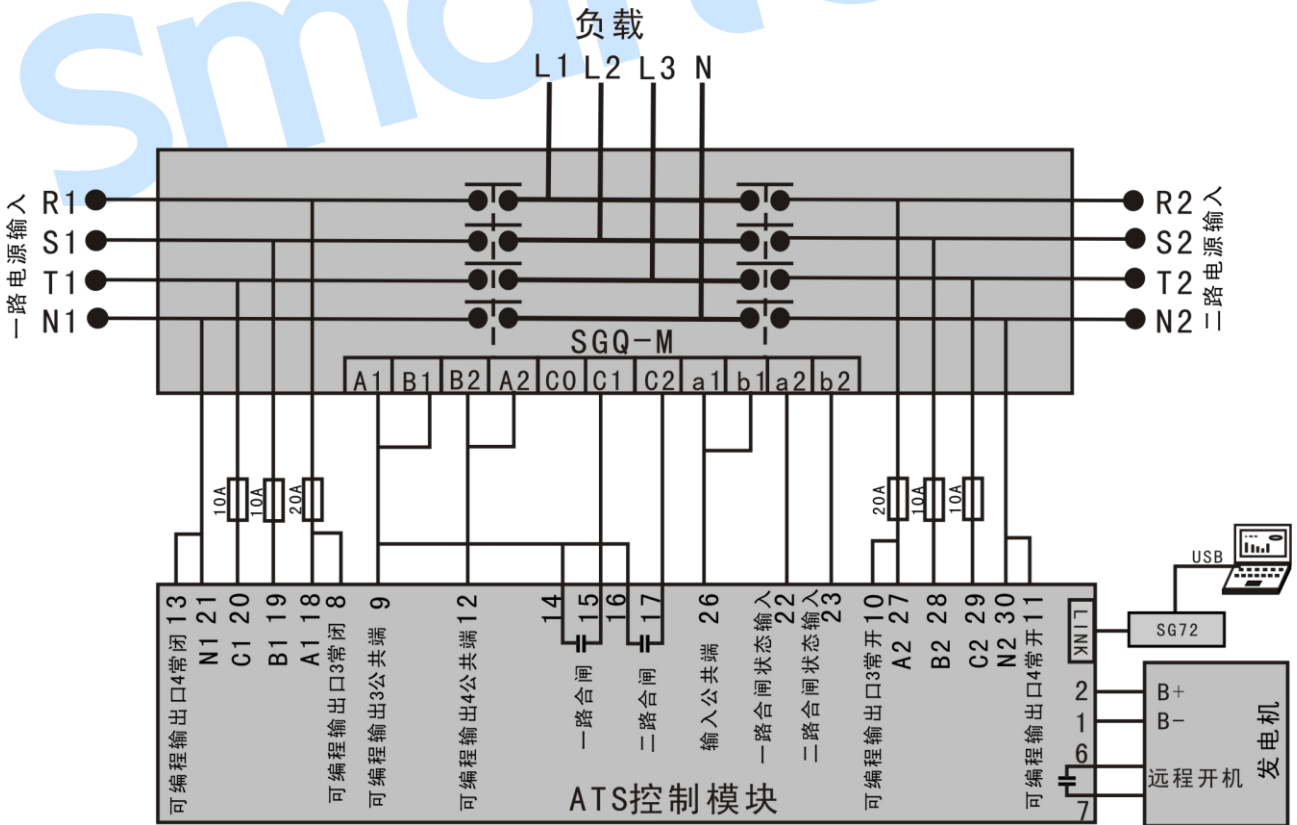 Smar
负载
L1 L2 L3 N
一路电源输入
R1
S1
T1
N1
R2
S2
T2
N2
二路电源输入
SGQ-M
A1 B1 B2 A2 C0 C1 C2 a1 b1 a2 b2
10A
10A
20A
20A
10A
10A
USB
可编程输出口4常闭 13
N1 21
C1 20
B1 19
A1 18
可编程输出口3常闭 8
可编程输出3公共端 9
可编程输出4公共端 12
14
一路合闸 15
16
二路合闸 17
输入公共端 26
一路合闸状态输入 22
二路合闸状态输入 23
可编程输出口3常开 10
A2 27
B2 28
C2 29
N2 30
可编程输出口4常开 11
LINK
SG72
2
1
6
7
B+
B-
远程开机
发电机
ATS控制模块